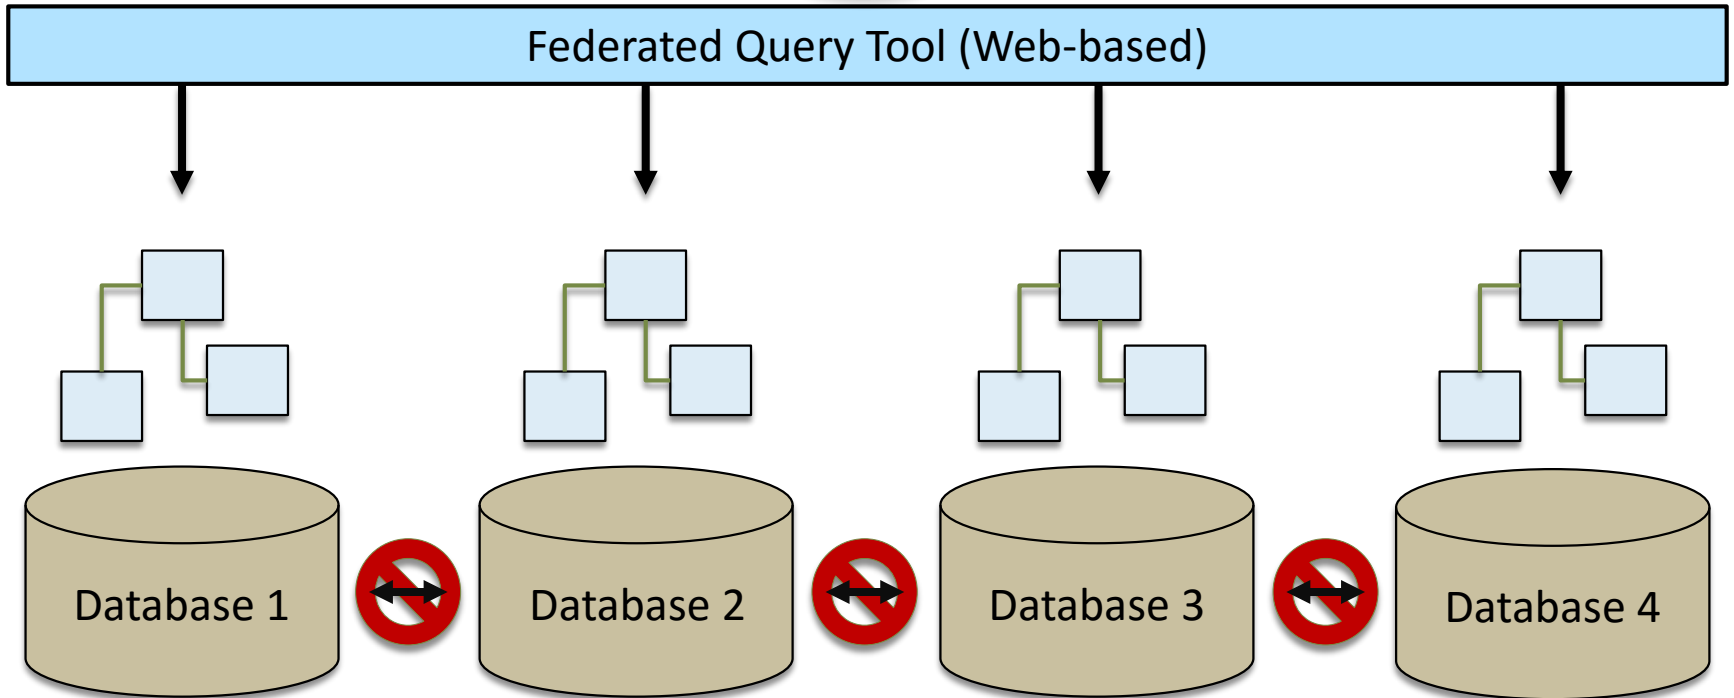 Federated Query Tool (Web-based)
Database 1
Database 2
Database 3
Database 4